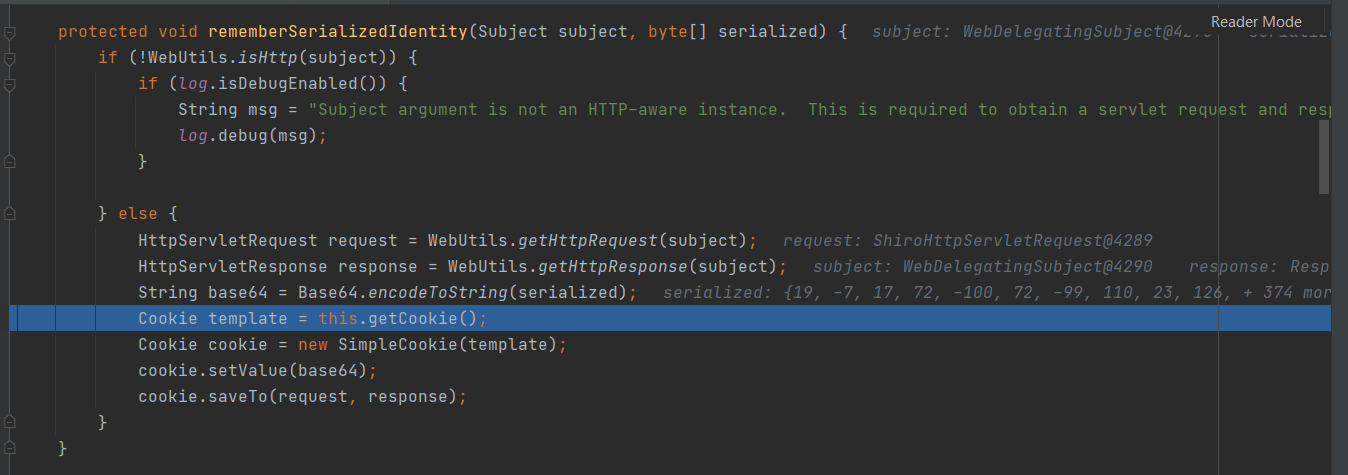 Reader Mode
protected void rememberSerializedIdentity(Subject subject, byte[] serialized) {  subject: WebDelegatingSubject@4290
if (!WebUtils.isHttp(subject)) {
if (log.isDebugEnabled()) {
String msg = "Subject argument is not an HTTP-aware instance.  This is required to obtain a servlet request and resp
log.debug(msg);
}
} else {
HttpServletRequest request = WebUtils.getHttpRequest(subject);  request: ShiroHttpServletRequest@4289
HttpServletResponse response = WebUtils.getHttpResponse(subject);  subject: WebDelegatingSubject@4290    response: Resp
String base64 = Base64.encodeToString(serialized);  serialized: {19, -7, 17, 72, -100, 72, -99, 110, 23, 126, + 374 mor
Cookie template = this.getCookie();
Cookie cookie = new SimpleCookie(template);
cookie.setValue(base64);
cookie.saveTo(request, response);
}
}